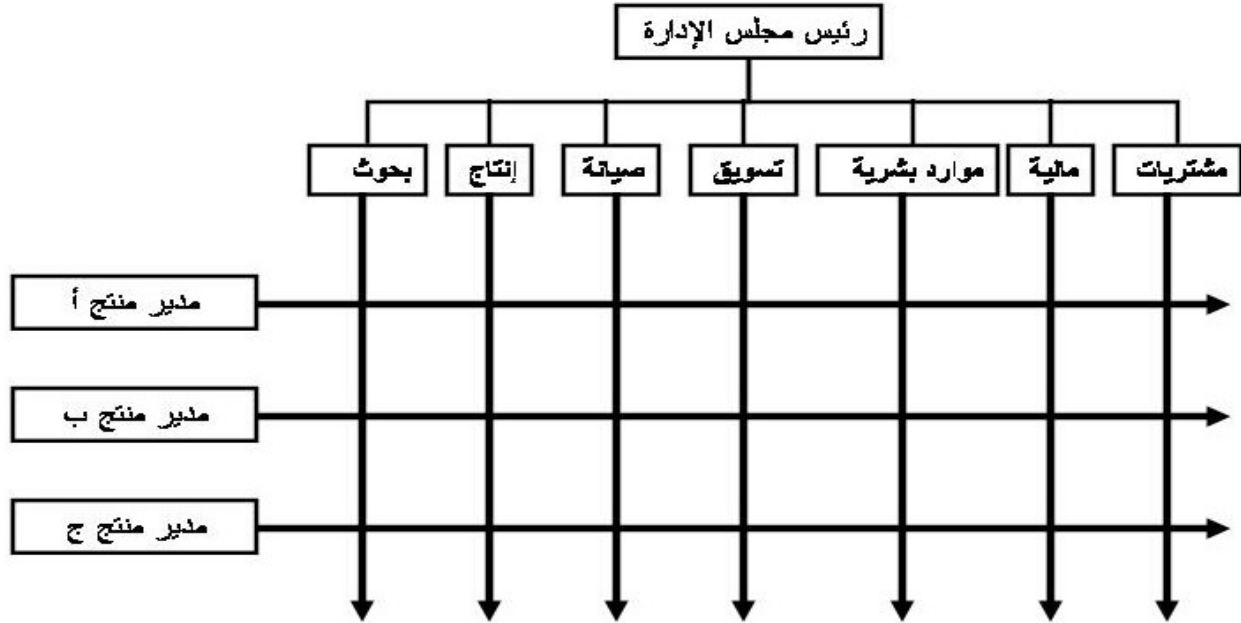 رئيس مجلس الإدارة
مشتريات
مالية
موارد بشرية
تسويق
صيانة
إنتاج
بحوث
مدير منتج أ
مدير منتج ب
مدير منتج ج